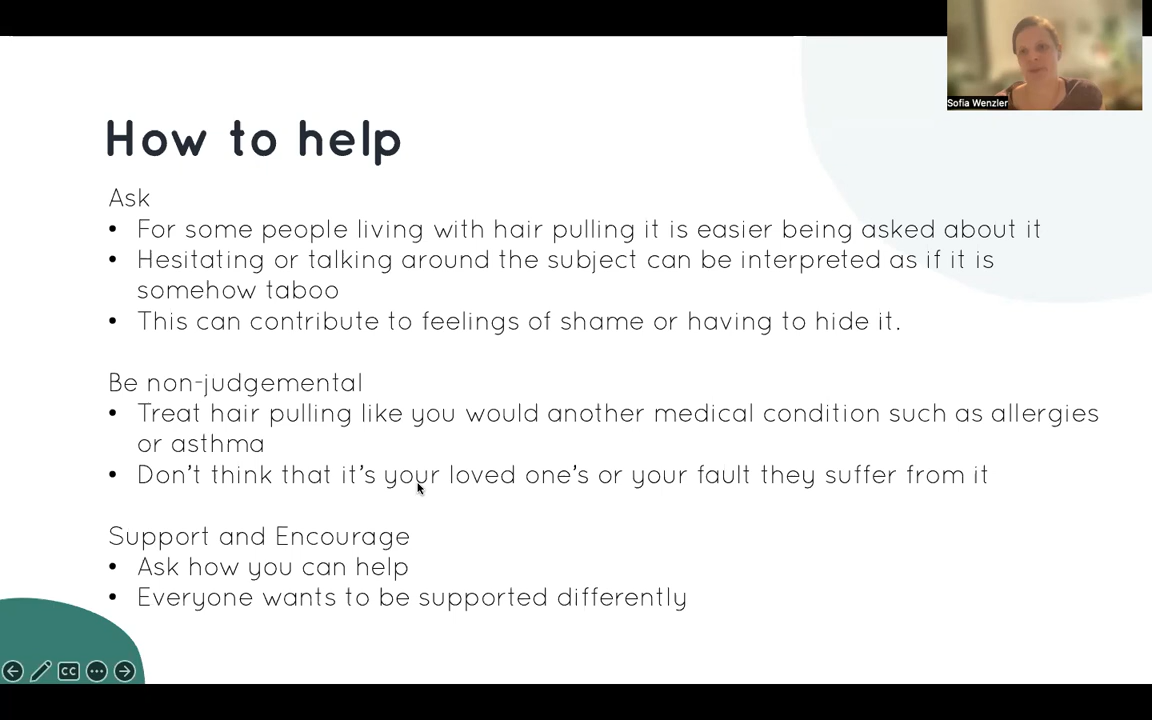 Sofia Wenzler
How to help
Ask
• For some people living with hair pulling it is easier being asked about it
• Hesitating or talking around the subject can be interpreted as if it is
somehow taboo
• This can contribute to feelings of shame or having to hide it.
Be non-judgemental
• Treat hair pulling like you would another medical condition such as allergies
or asthma
• Don't think that it's your loved one's or your fault they suffer from it
Support and Encourage
• Ask how you can help
• Everyone wants to be supported differently
CC